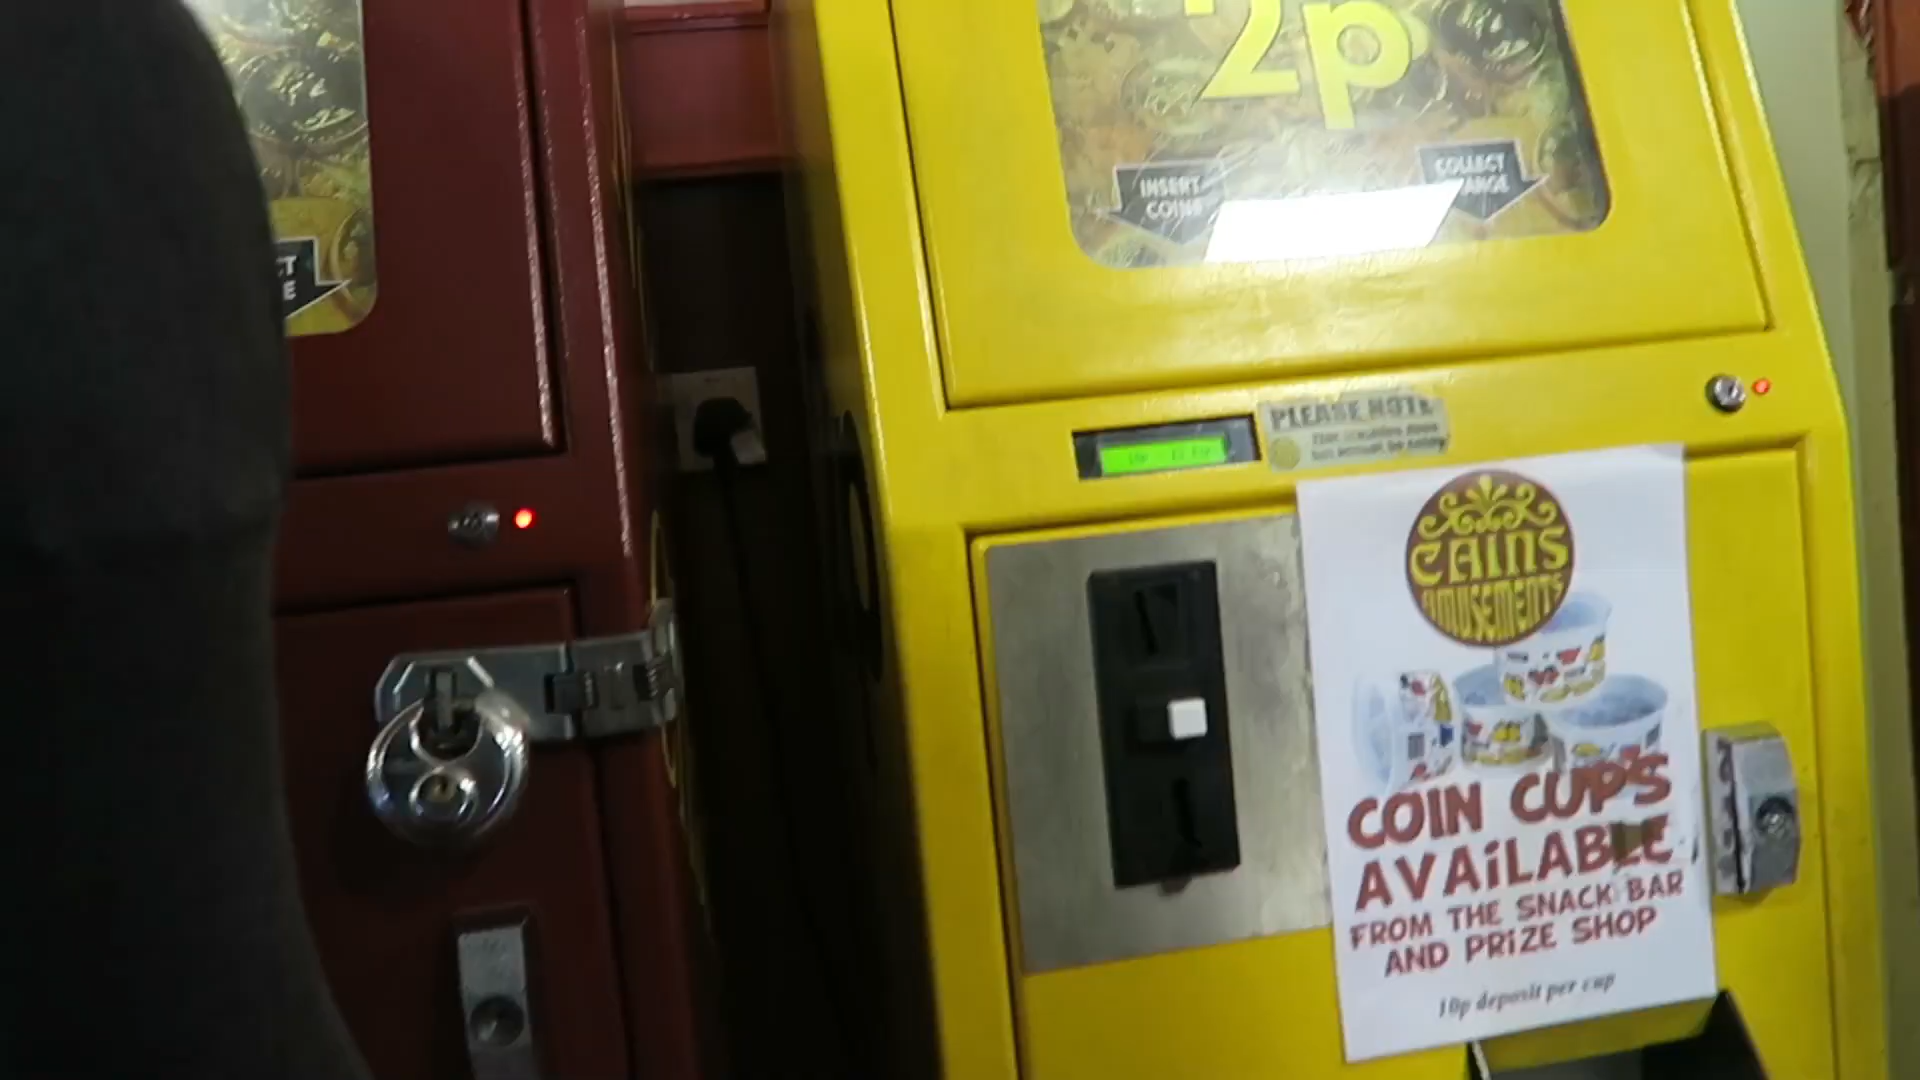 2p
INSERT
COINS
COLLECT
CHANGE
T
E
PLEASE NOTE
CAINS
AMUSEMENTS
COIN CUP'S
AVAiLABLE
FROM THE SNACK BAR
AND PRiZE SHOP
10p deposit per cup